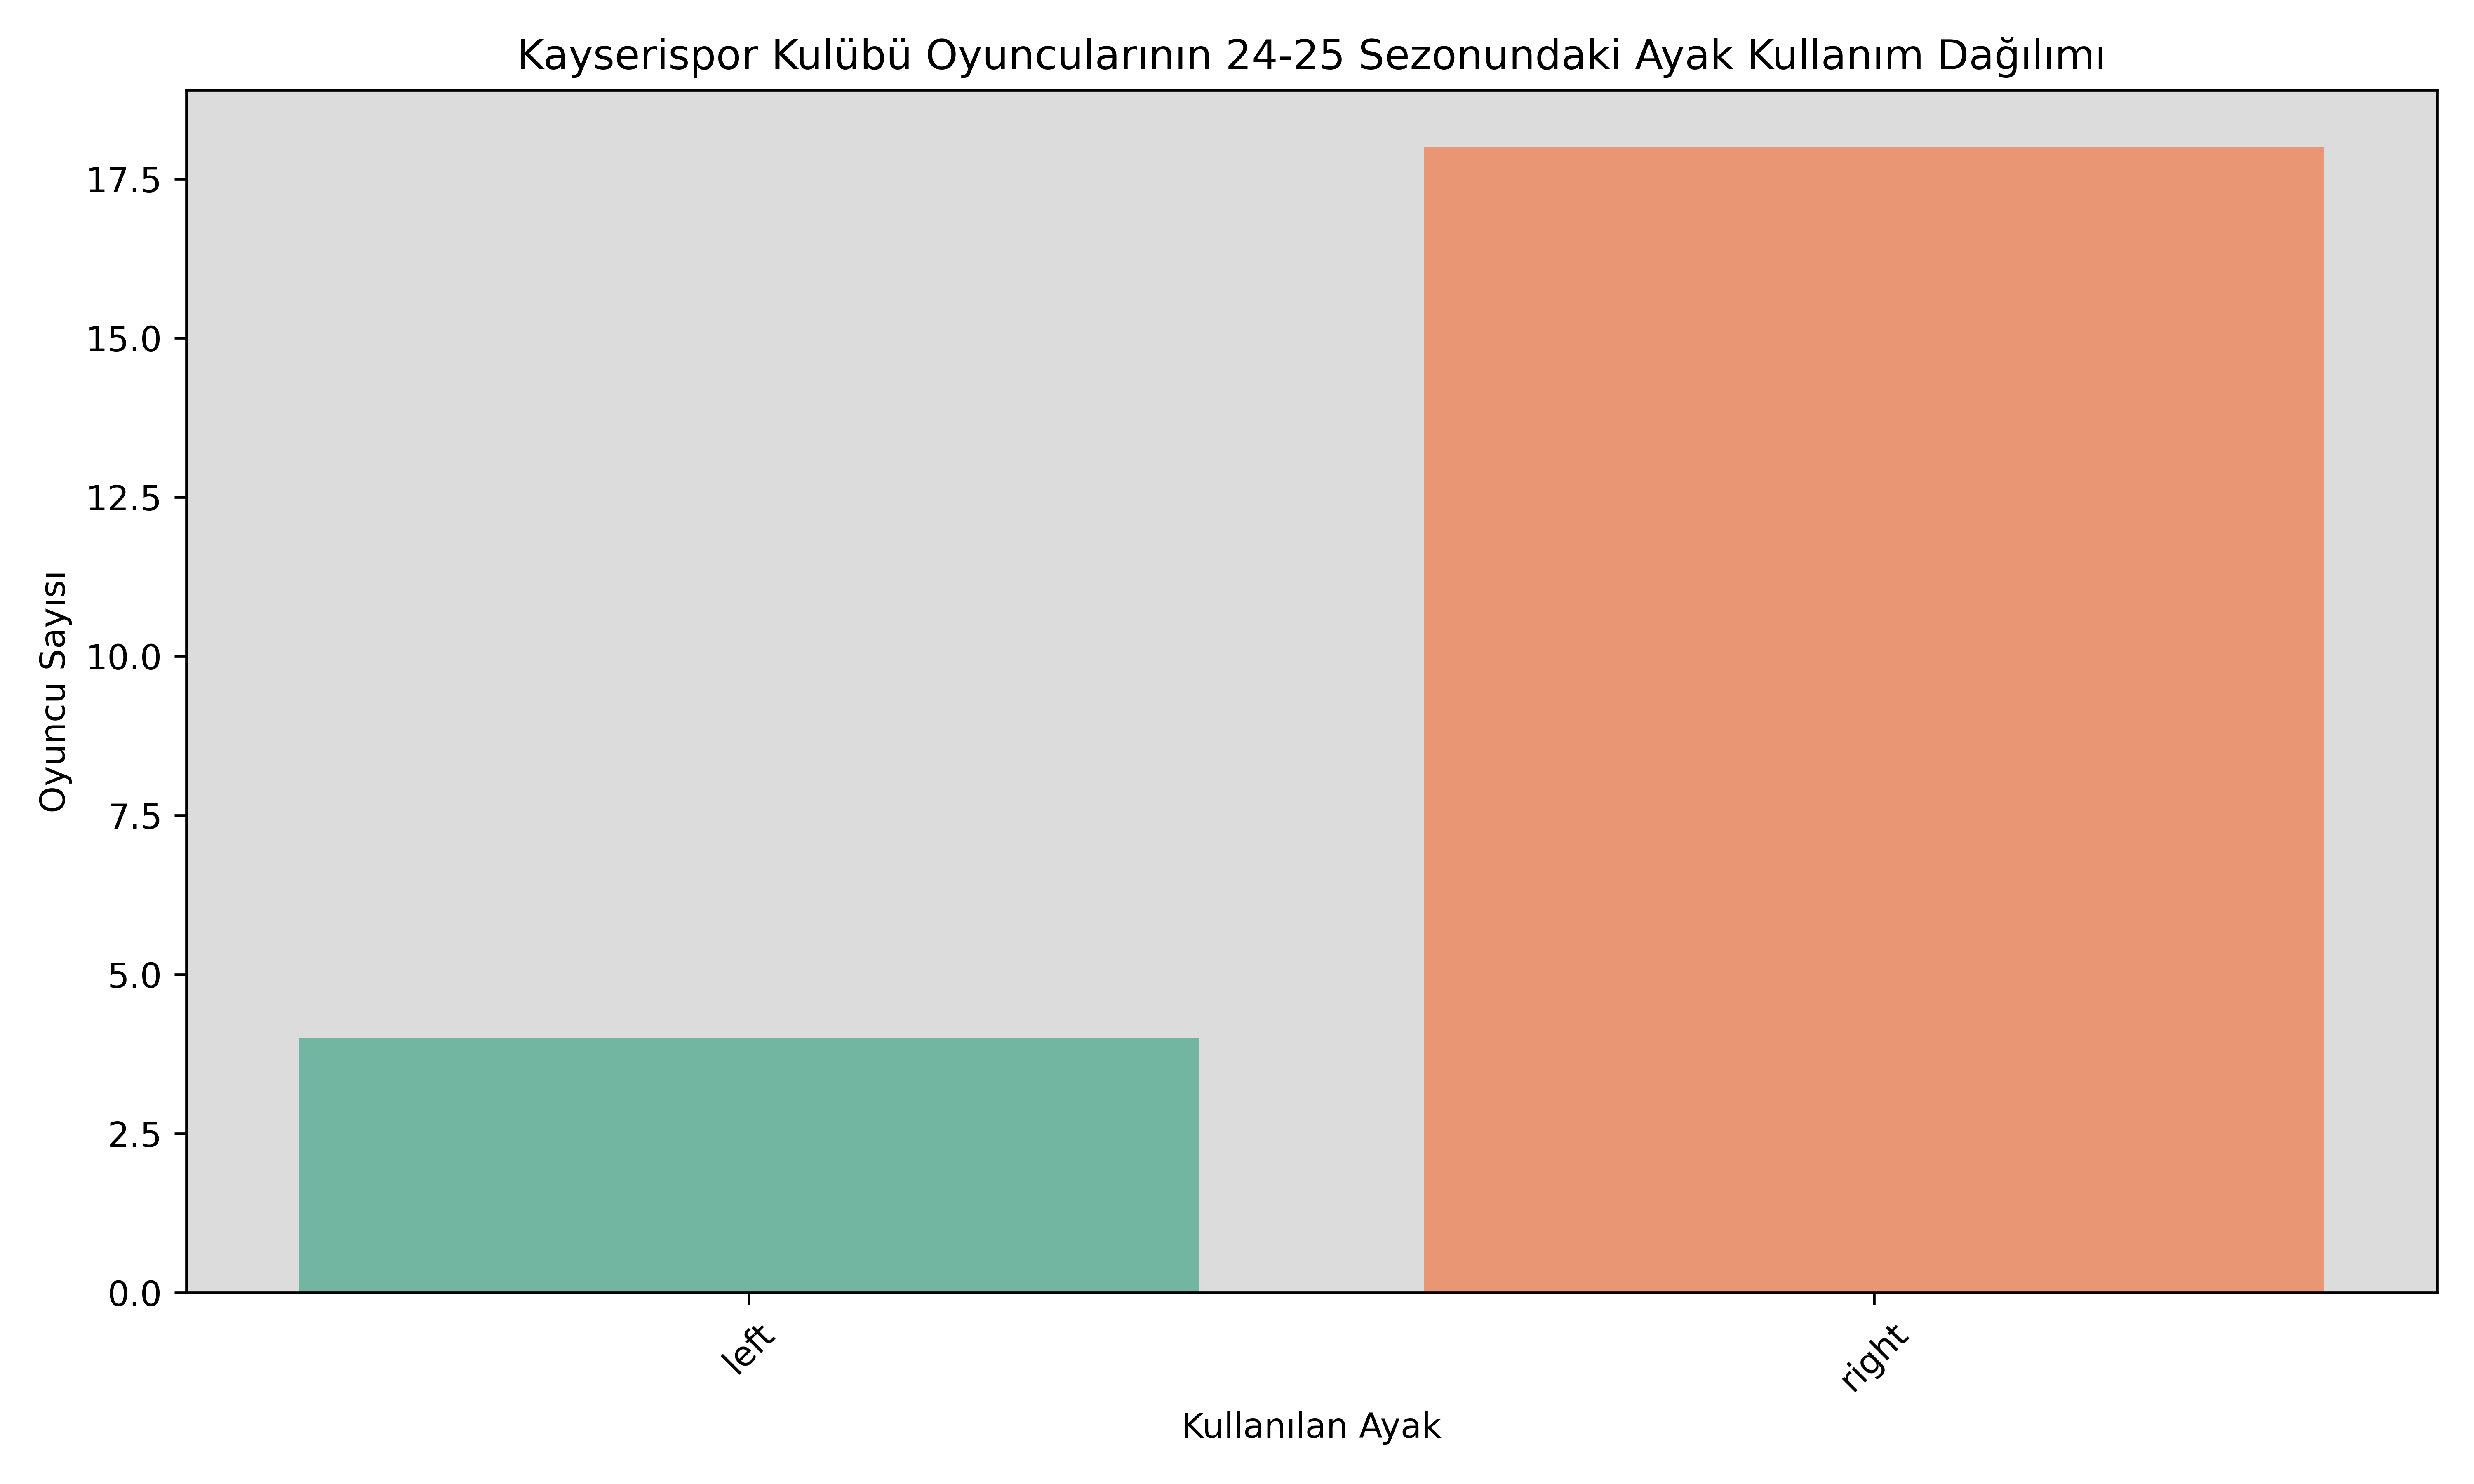 Kayserispor Kulübü Oyuncularının 24-25 Sezonundaki Ayak Kullanım Dağılımı
Oyuncu Sayısı
17.5
15.0
12.5
10.0
7.5
5.0
2.5
0.0
left
right
Kullanılan Ayak